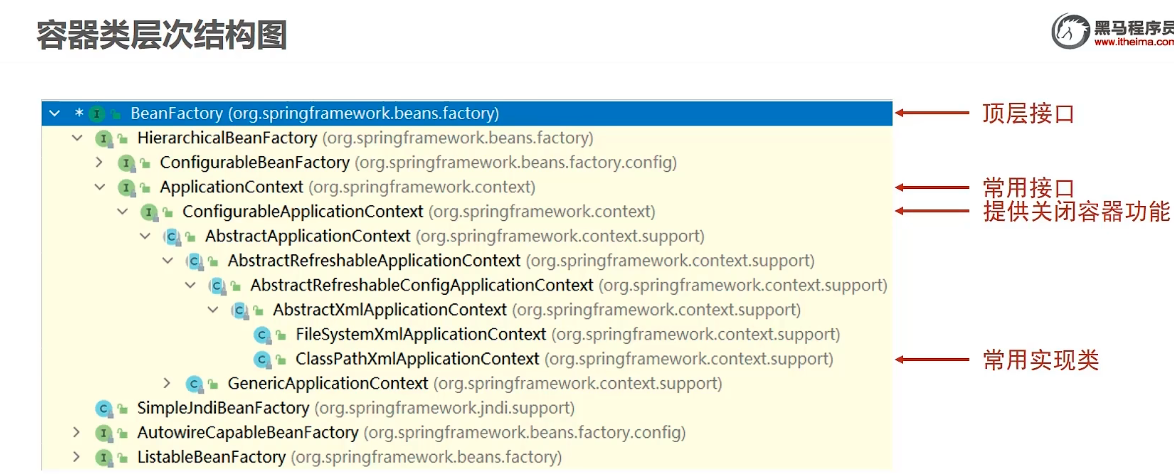 容器类层次结构图
黑马程序员
www.itheima.com
* BeanFactory (org.springframework.beans.factory)
顶层接口
HierarchicalBeanFactory (org.springframework.beans.factory)
ConfigurableBeanFactory (org.springframework.beans.factory.config)
ApplicationContext (org.springframework.context)
常用接口
ConfigurableApplicationContext (org.springframework.context)
提供关闭容器功能
AbstractApplicationContext (org.springframework.context.support)
AbstractRefreshableApplicationContext (org.springframework.context.support)
AbstractRefreshableConfigApplicationContext (org.springframework.context.support)
AbstractXmlApplicationContext (org.springframework.context.support)
FileSystemXmlApplicationContext (org.springframework.context.support)
ClassPathXmlApplicationContext (org.springframework.context.support)
常用实现类
GenericApplicationContext (org.springframework.context.support)
SimpleJndiBeanFactory (org.springframework.jndi.support)
AutowireCapableBeanFactory (org.springframework.beans.factory.config)
ListableBeanFactory (org.springframework.beans.factory)